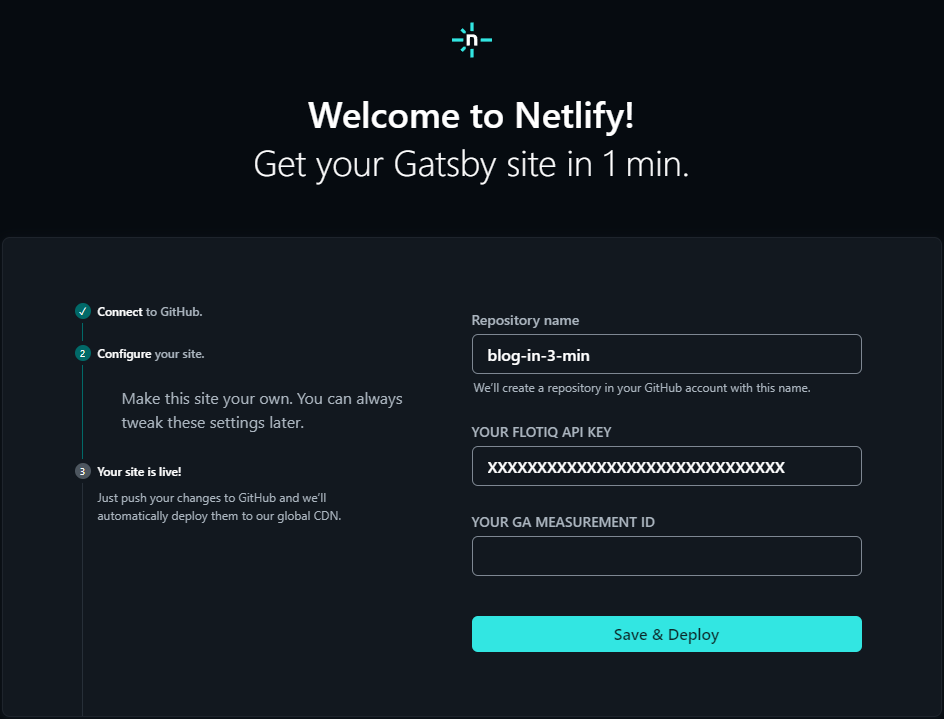 n
Welcome to Netlify!
Get your Gatsby site in 1 min.
✓ Connect to GitHub.
2 Configure your site.
Make this site your own. You can always
tweak these settings later.
3 Your site is live!
Just push your changes to GitHub and we’ll
automatically deploy them to our global CDN.
Repository name
blog-in-3-min
We’ll create a repository in your GitHub account with this name.
YOUR FLOTIQ API KEY
XXXXXXXXXXXXXXXXXXXXXXXXXXXXXX
YOUR GA MEASUREMENT ID
Save & Deploy